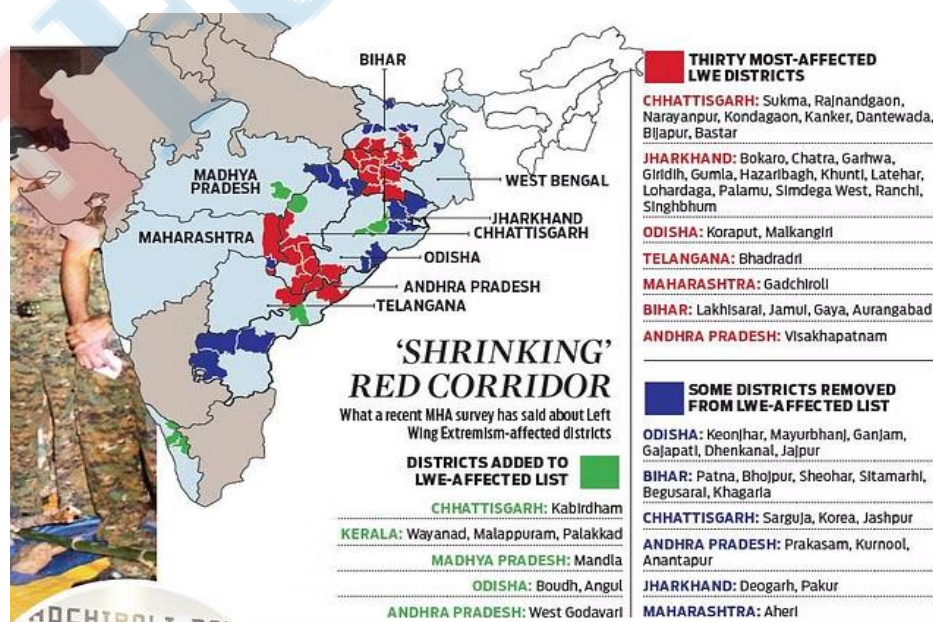 BIHAR
MADHYA
PRADESH
WEST BENGAL
MAHARASHTRA
JHARKHAND
CHHATTISGARH
ODISHA
ANDHRA PRADESH
TELANGANA
'SHRINKING'
RED CORRIDOR
What a recent MHA survey has said about Left
Wing Extremism-affected districts
DISTRICTS ADDED TO
LWE-AFFECTED LIST
CHHATTISGARH: Kabirdham
KERALA: Wayanad, Malappuram, Palakkad
MADHYA PRADESH: Mandla
ODISHA: Boudh, Angul
ANDHRA PRADESH: West Godavari
THIRTY MOST-AFFECTED
LWE DISTRICTS
CHHATTISGARH: Sukma, Rajnandgaon,
Narayanpur, Kondagaon, Kanker, Dantewada,
Bijapur, Bastar
JHARKHAND: Bokaro, Chatra, Garhwa,
Giridih, Gumla, Hazaribagh, Khunti, Latehar,
Lohardaga, Palamu, Simdega West, Ranchi,
Singhbhum
ODISHA: Koraput, Malkangiri
TELANGANA: Bhadradri
MAHARASHTRA: Gadchiroli
BIHAR: Lakhisarai, Jamui, Gaya, Aurangabad
ANDHRA PRADESH: Visakhapatnam
SOME DISTRICTS REMOVED
FROM LWE-AFFECTED LIST
ODISHA: Keonjhar, Mayurbhanj, Ganjam,
Gajapati, Dhenkanal, Jajpur
BIHAR: Patna, Bhojpur, Sheohar, Sitamarhi,
Begusarai, Khagaria
CHHATTISGARH: Sarguja, Korea, Jashpur
ANDHRA PRADESH: Prakasam, Kurnool,
Anantapur
JHARKHAND: Deogarh, Pakur
MAHARASHTRA: Aheri